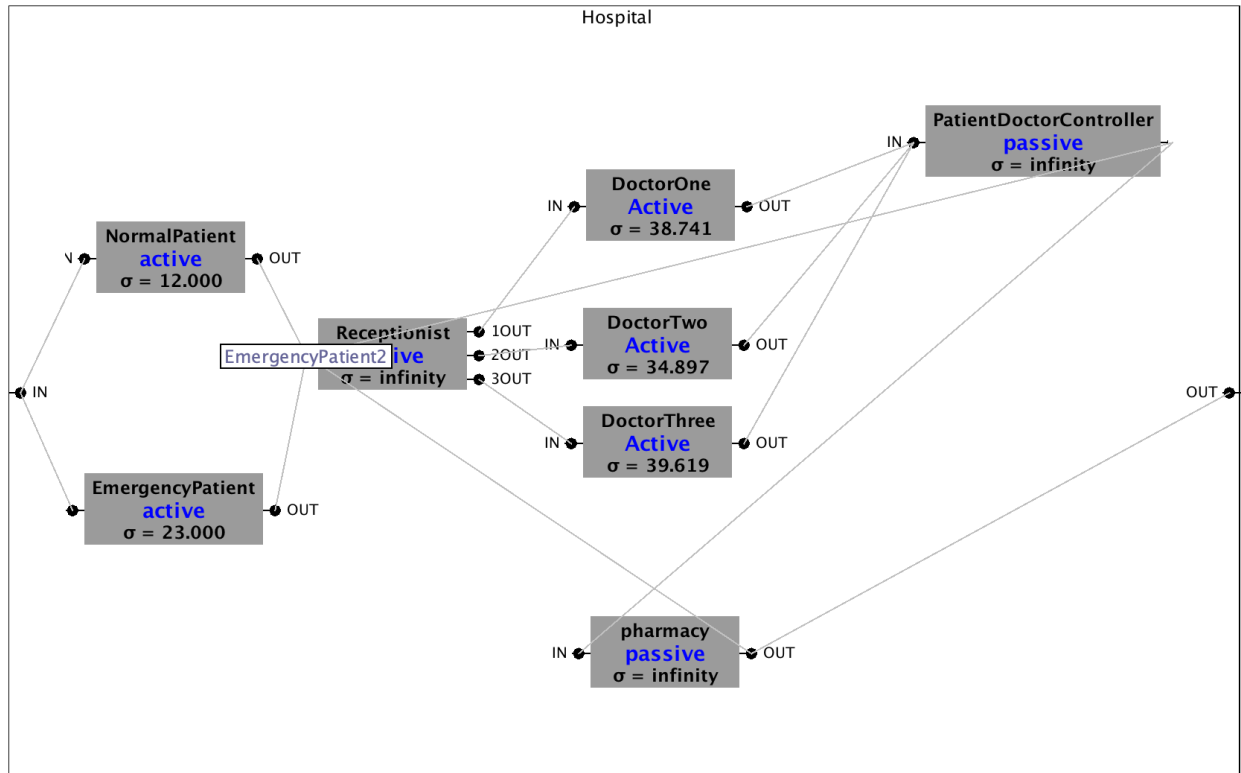 Hospital
PatientDoctorController
IN
passive
σ = infinity
DoctorOne
IN
Active
OUT
σ = 38.741
NormalPatient
active
OUT
σ = 12.000
Receptionist
1OUT
EmergencyPatient2
ive
2OUT
σ = infinity
3OUT
DoctorTwo
IN
Active
OUT
σ = 34.897
IN
OUT
DoctorThree
IN
Active
OUT
σ = 39.619
EmergencyPatient
active
OUT
σ = 23.000
pharmacy
IN
passive
OUT
σ = infinity